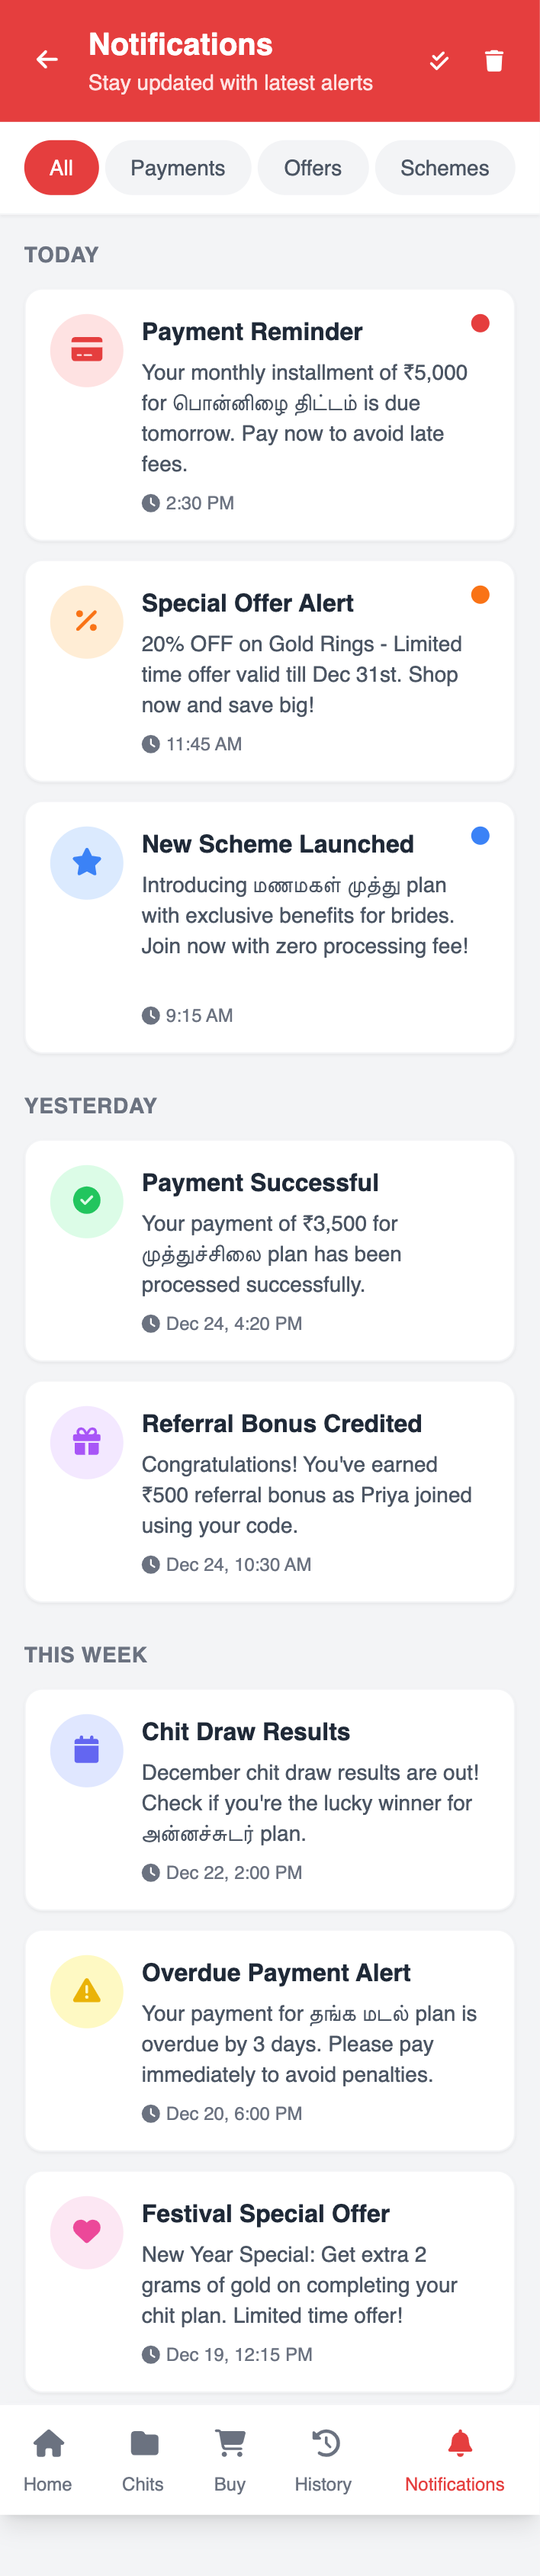 Notifications
Stay updated with latest alerts
All
Payments
Offers
Schemes
TODAY
Payment Reminder
Your monthly installment of ₹5,000
for பொன்னிழை திட்டம் is due
tomorrow. Pay now to avoid late
fees.
2:30 PM
Special Offer Alert
20% OFF on Gold Rings - Limited
time offer valid till Dec 31st. Shop
now and save big!
11:45 AM
New Scheme Launched
Introducing மணமகள் முத்து plan
with exclusive benefits for brides.
Join now with zero processing fee!
9:15 AM
YESTERDAY
Payment Successful
Your payment of ₹3,500 for
முத்துச்சிலை plan has been
processed successfully.
Dec 24, 4:20 PM
Referral Bonus Credited
Congratulations! You've earned
₹500 referral bonus as Priya joined
using your code.
Dec 24, 10:30 AM
THIS WEEK
Chit Draw Results
December chit draw results are out!
Check if you're the lucky winner for
அன்னச்சுடர் plan.
Dec 22, 2:00 PM
Overdue Payment Alert
Your payment for தங்க மடல் plan is
overdue by 3 days. Please pay
immediately to avoid penalties.
Dec 20, 6:00 PM
Festival Special Offer
New Year Special: Get extra 2
grams of gold on completing your
chit plan. Limited time offer!
Dec 19, 12:15 PM
Home
Chits
Buy
History
Notifications